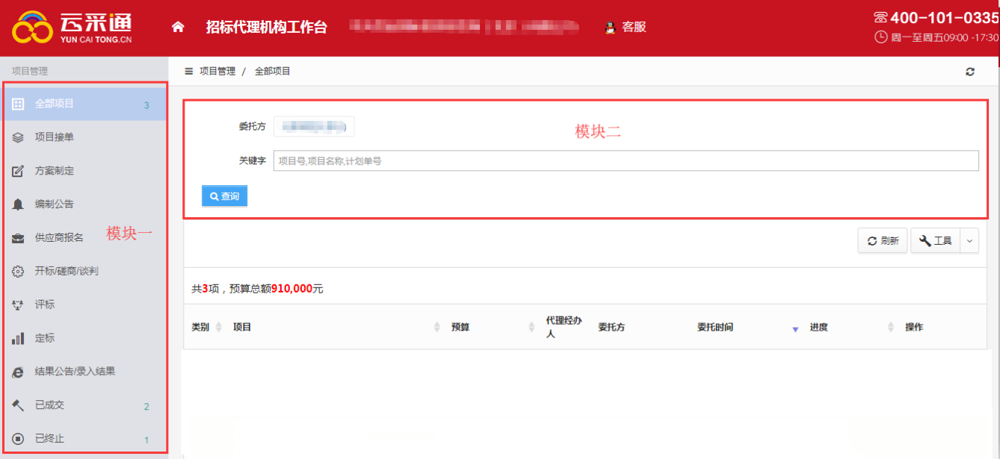 云采通
YUN CAI TONG.CN
招标代理机构工作台
客服
400-101-0335
周一至周五09:00 -17:30
项目管理
全部项目 3
项目接单
方案制定
编制公告
供应商报名
模块一
开标/磋商/谈判
评标
定标
结果公告/录入结果
已成交 2
已终止 1
项目管理 / 全部项目
委托方
模块二
关键字 项目号,项目名称,计划单号
查询
刷新 工具
共3项，预算总额910,000元
类别 项目 预算 代理经办人 委托方 委托时间 进度 操作